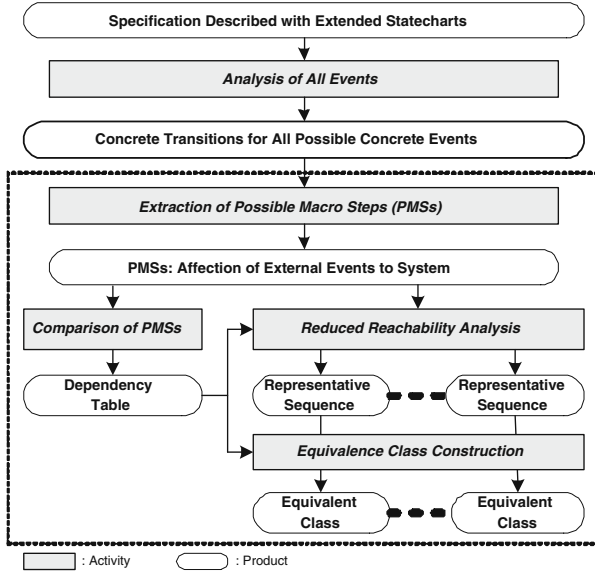 Specification Described with Extended Statecharts
Analysis of All Events
Concrete Transitions for All Possible Concrete Events
Extraction of Possible Macro Steps (PMSs)
PMSs: Affection of External Events to System
Comparison of PMSs
Reduced Reachability Analysis
Dependency
Table
Representative
Sequence
Representative
Sequence
Equivalence Class Construction
Equivalent
Class
Equivalent
Class
: Activity
: Product